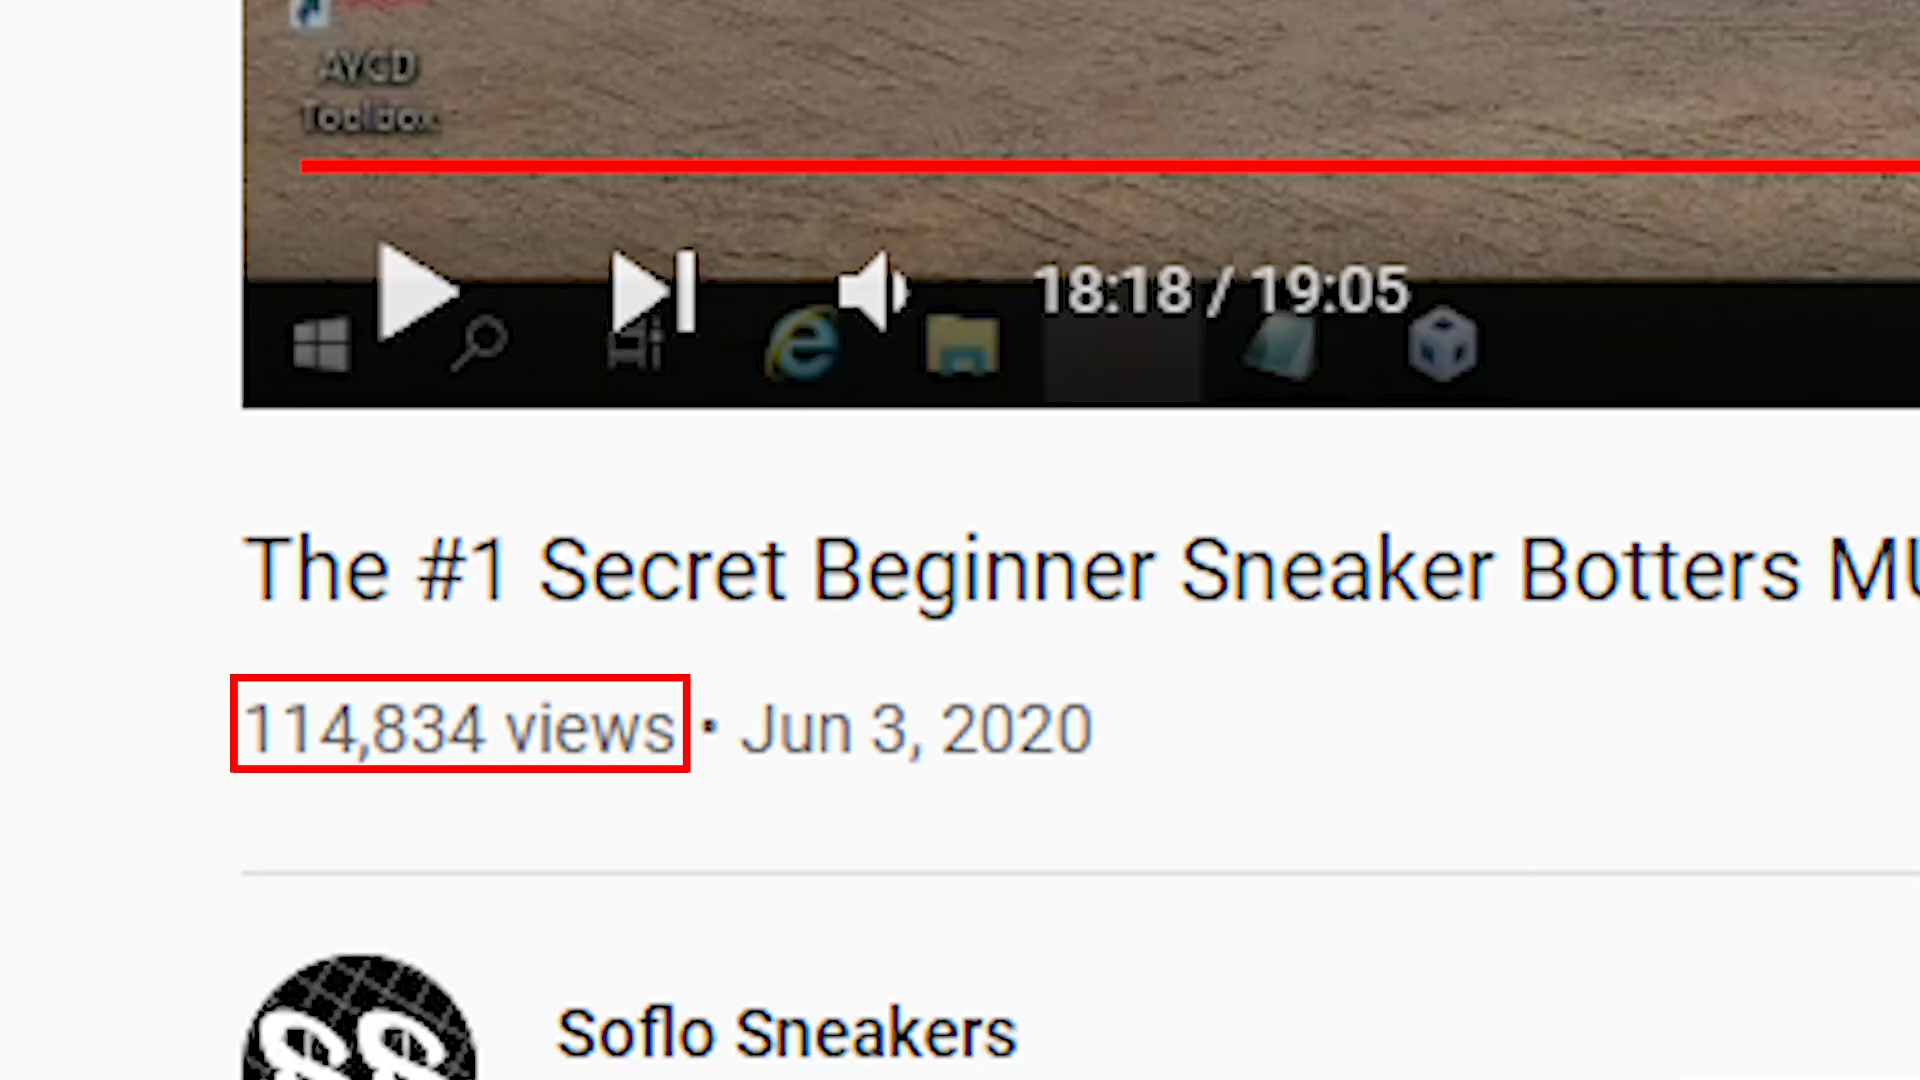 AYCD
Toolbox
18:18 / 19:05
The #1 Secret Beginner Sneaker Botters MU
114,834 views • Jun 3, 2020
Soflo Sneakers